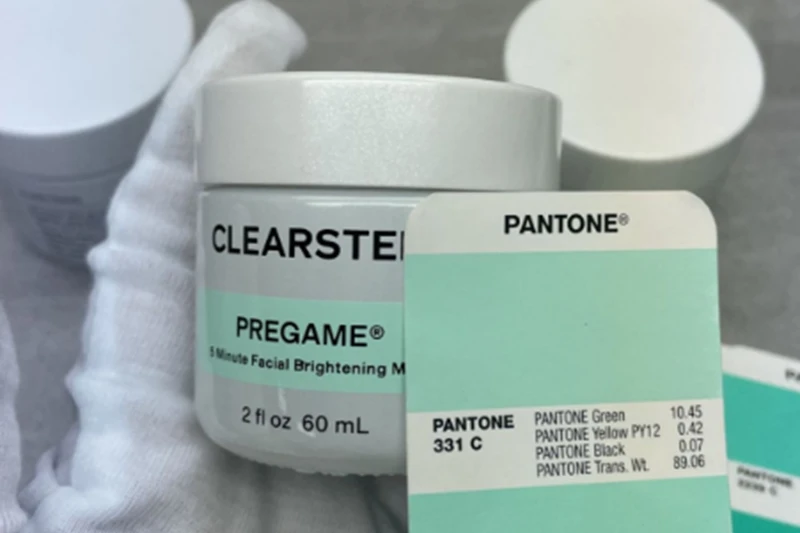 CLEARSTE
PREGAME®
5 Minute Facial Brightening M
2 fl oz 60 mL
PANTONE®
PANTONE
331 C
PANTONE Green 10.45
PANTONE Yellow PY12 0.42
PANTONE Black 0.07
PANTONE Trans. Wt. 89.06
PANTONE